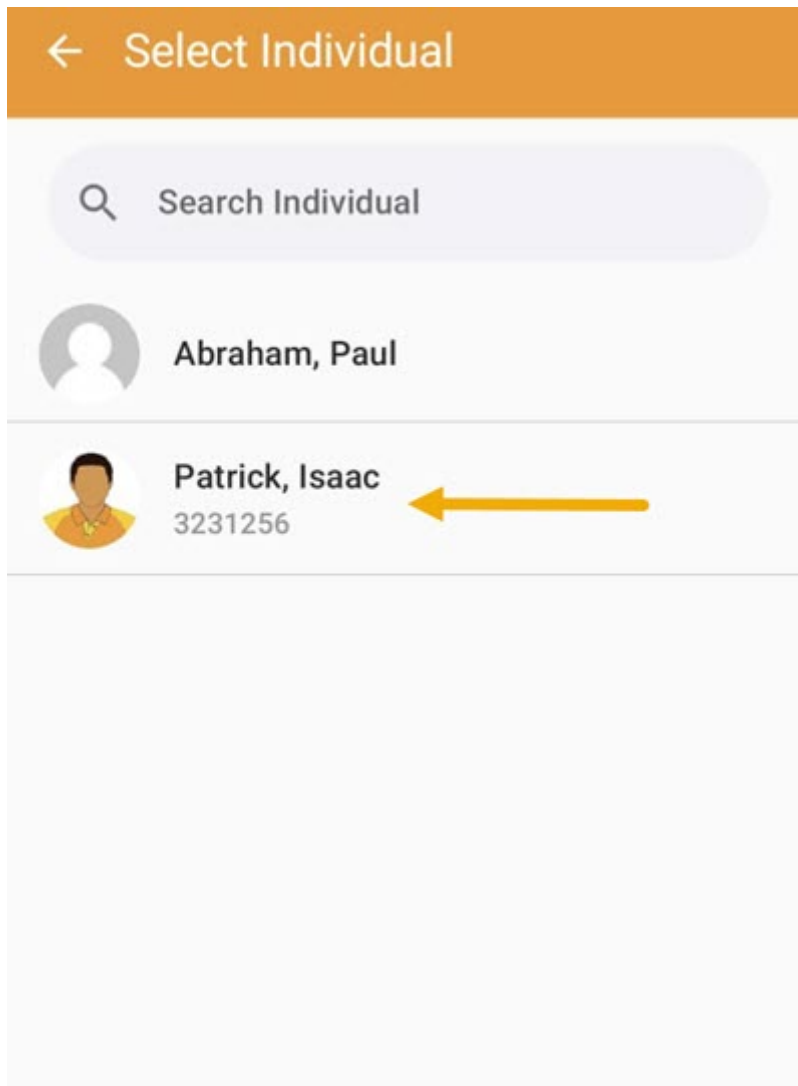 Select Individual
Search Individual
Abraham, Paul
Patrick, Isaac
3231256